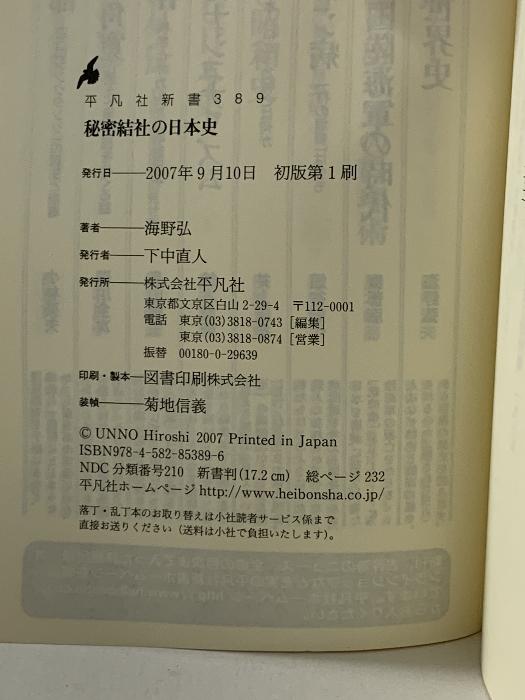 平凡社新書389
秘密結社の日本史
発行日――2007年9月10日 初版第1刷
著者――海野弘
発行者――下中直人
発行所――株式会社平凡社
東京都文京区白山2-29-4 〒112-0001
電話 東京(03)3818-0743[編集]
東京(03)3818-0874[営業]
振替 00180-0-29639
印刷・製本―図書印刷株式会社
装幀――菊地信義
© UNNO Hiroshi 2007 Printed in Japan
ISBN978-4-582-85389-6
NDC分類番号210 新書判(17.2cm) 総ページ232
平凡社ホームページ http://www.heibonsha.co.jp/
落丁・乱丁本のお取り替えは小社読者サービス係まで
直接お送りください(送料は小社で負担いたします)。